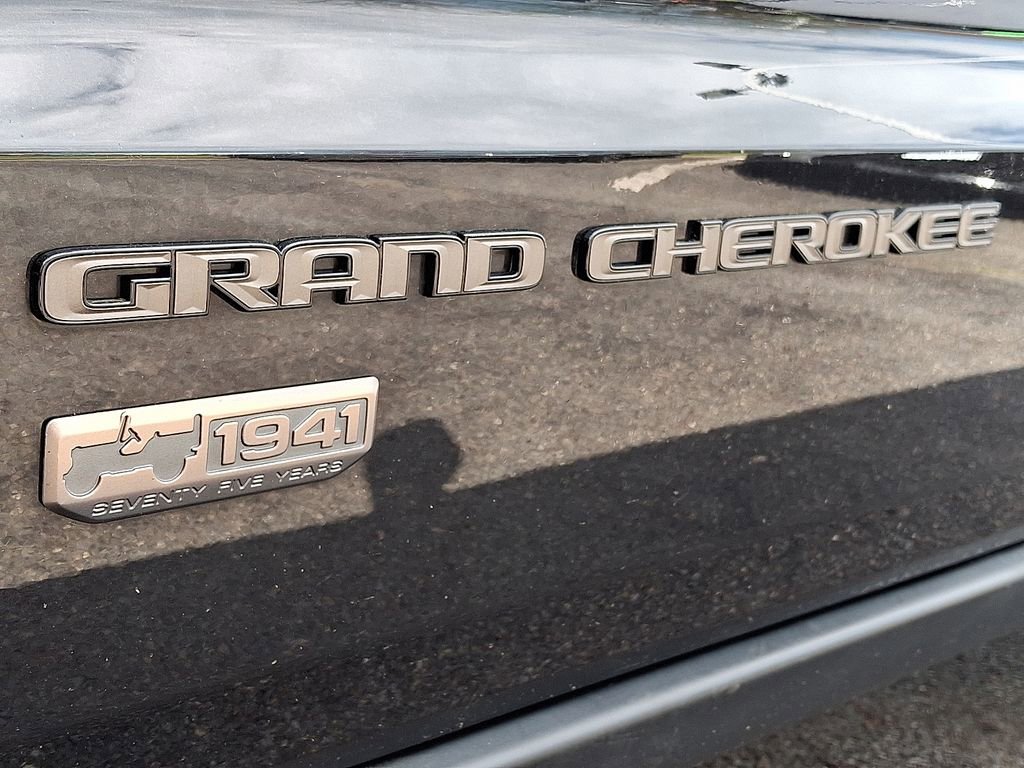 GRAND CHEROKEE
1941
SEVENTY FIVE YEARS